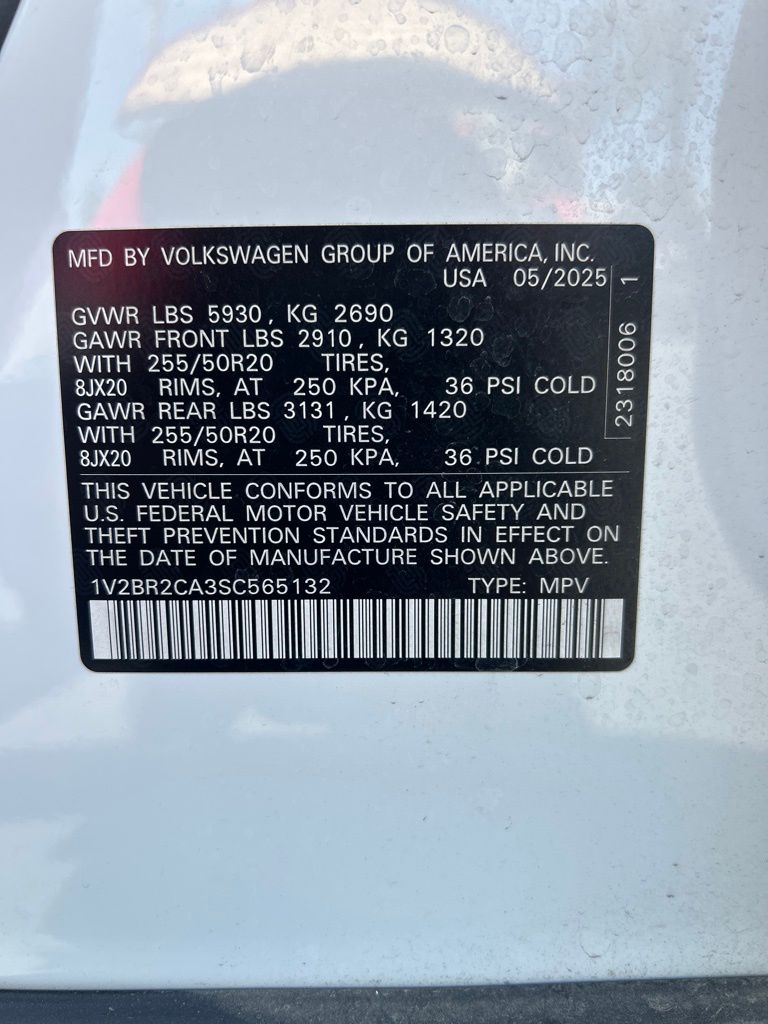 MFD BY VOLKSWAGEN GROUP OF AMERICA, INC.
USA 05/2025
GVWR LBS 5930, KG 2690
GAWR FRONT LBS 2910, KG 1320
WITH 255/50R20 TIRES,
8JX20 RIMS, AT 250 KPA, 36 PSI COLD
GAWR REAR LBS 3131, KG 1420
WITH 255/50R20 TIRES,
8JX20 RIMS, AT 250 KPA, 36 PSI COLD
2318006 1
THIS VEHICLE CONFORMS TO ALL APPLICABLE
U.S. FEDERAL MOTOR VEHICLE SAFETY AND
THEFT PREVENTION STANDARDS IN EFFECT ON
THE DATE OF MANUFACTURE SHOWN ABOVE.
1V2BR2CA3SC565132 TYPE: MPV